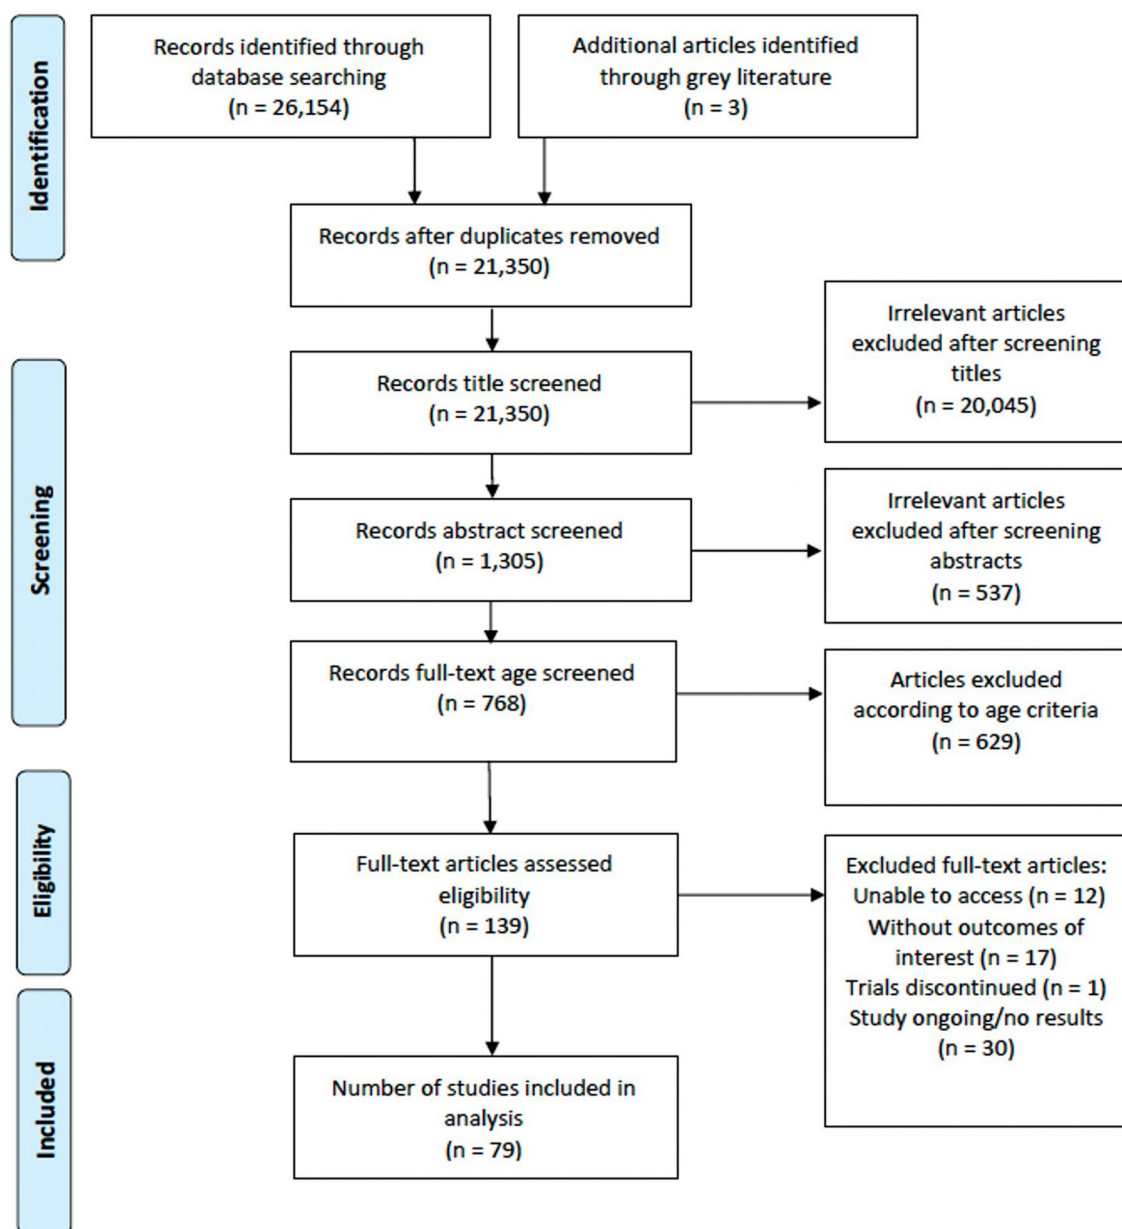 Identification
Records identified through
database searching
(n = 26,154)
Additional articles identified
through grey literature
(n = 3)
Records after duplicates removed
(n = 21,350)
Screening
Records title screened
(n = 21,350)
Irrelevant articles
excluded after screening
titles
(n = 20,045)
Records abstract screened
(n = 1,305)
Irrelevant articles
excluded after screening
abstracts
(n = 537)
Records full-text age screened
(n = 768)
Articles excluded
according to age criteria
(n = 629)
Eligibility
Full-text articles assessed
eligibility
(n = 139)
Excluded full-text articles:
Unable to access (n = 12)
Without outcomes of
interest (n = 17)
Trials discontinued (n = 1)
Study ongoing/no results
(n = 30)
Included
Number of studies included in
analysis
(n = 79)